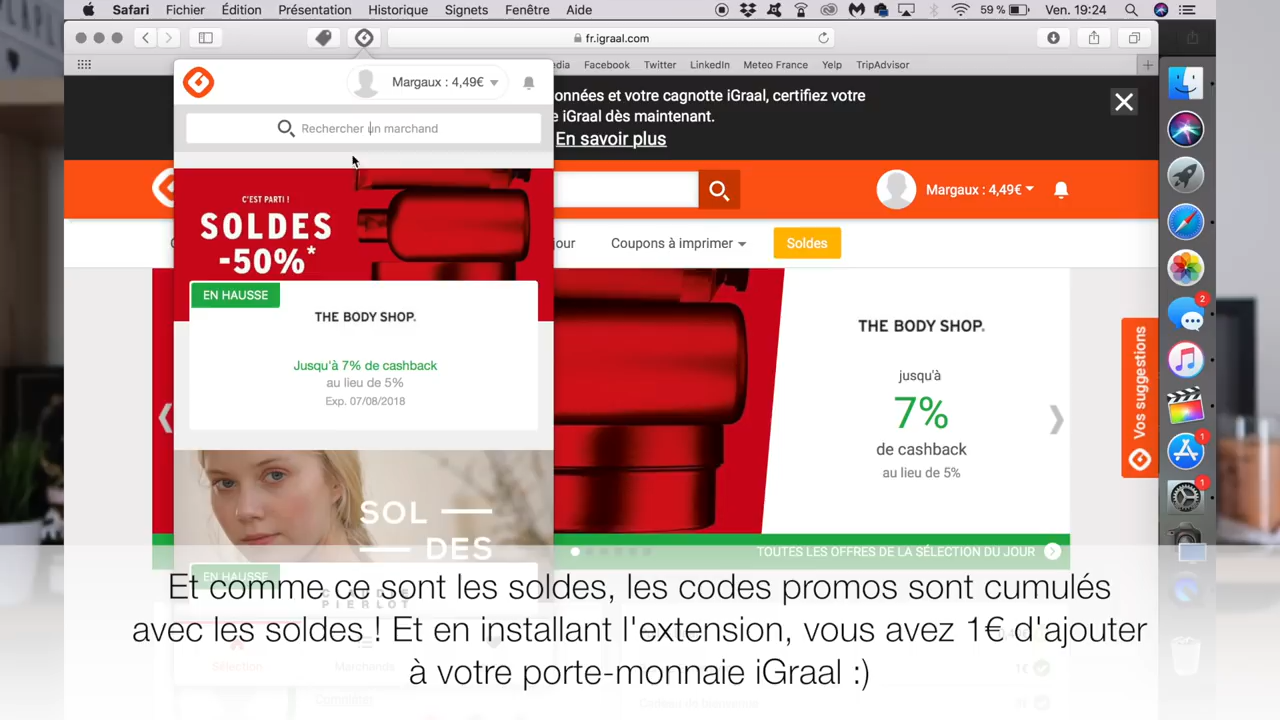 Safari Fichier Édition Présentation Historique Signets Fenêtre Aide
59 % Ven. 19:24
fr.igraal.com
edia Facebook Twitter LinkedIn Meteo France Yelp TripAdvisor
Margaux : 4,49€
Rechercher un marchand
onnées et votre cagnotte iGraal, certifiez votre
e iGraal dès maintenant.
En savoir plus
Margaux : 4,49€
jour Coupons à imprimer Soldes
C'EST PARTI !
SOLDES
-50%*
EN HAUSSE
THE BODY SHOP.
Jusqu'à 7% de cashback
au lieu de 5%
Exp. 07/08/2018
THE BODY SHOP.
jusqu'à
7%
de cashback
au lieu de 5%
Vos suggestions
2
1
1
SOL
DES
EN HAUSSE
PIERLOT
TOUTES LES OFFRES DE LA SÉLECTION DU JOUR
Et comme ce sont les soldes, les codes promos sont cumulés
avec les soldes ! Et en installant l'extension, vous avez 1€ d'ajouter
à votre porte-monnaie iGraal :)
Sélection Marchands
1€
Compléter